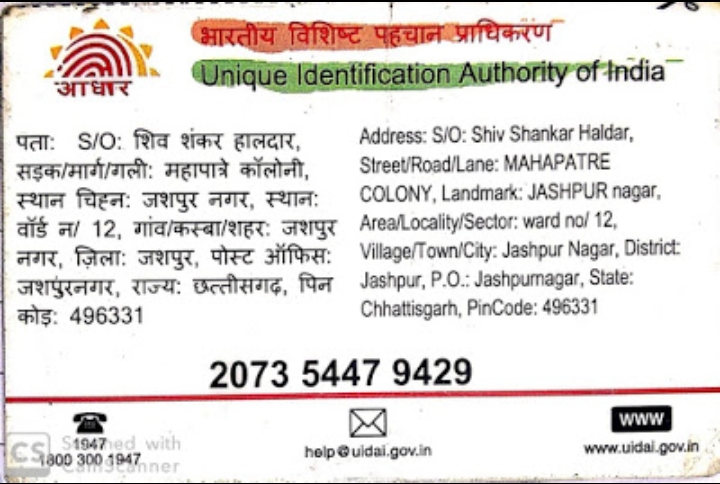 भारतीय विशिष्ट पहचान प्राधिकरण
Unique Identification Authority of India
आधार
पता: S/O: शिव शंकर हालदार,
सड़क/मार्ग/गली: महापात्रे कॉलोनी,
स्थान चिह्न: जशपुर नगर, स्थान:
वॉर्ड न/ 12, गांव/कस्बा/शहर: जशपुर
नगर, ज़िला: जशपुर, पोस्ट ऑफिस:
जशपुरनगर, राज्य: छत्तीसगढ़, पिन
कोड: 496331
Address: S/O: Shiv Shankar Haldar,
Street/Road/Lane: MAHAPATRE
COLONY, Landmark: JASHPUR nagar,
Area/Locality/Sector: ward no/ 12,
Village/Town/City: Jashpur Nagar, District:
Jashpur, P.O.: Jashpurnagar, State:
Chhattisgarh, PinCode: 496331
2073 5447 9429
1947
1800 300 1947
help@uidai.gov.in
www
www.uidai.gov.in
CS Scanned with
CamScanner